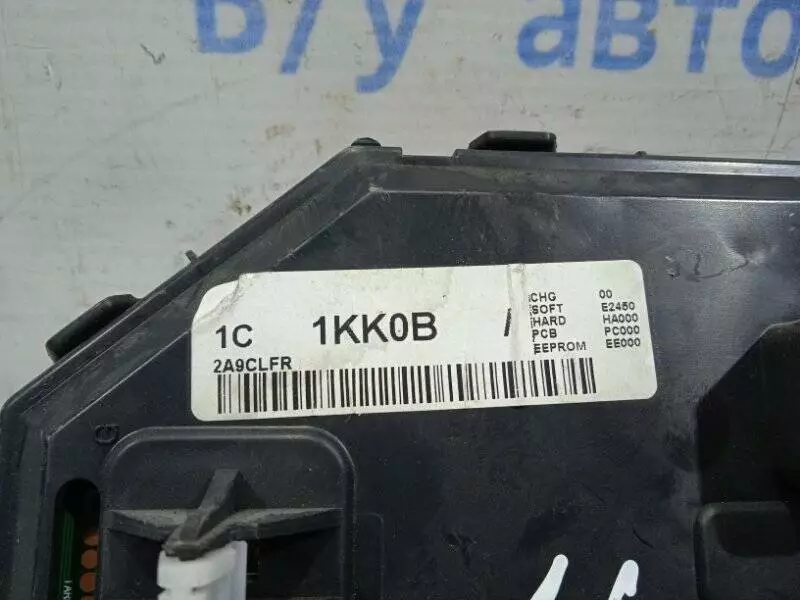 Б/у авто
1C 1KK0B /
2A9CLFR
CHG 00
SOFT E2450
HARD HA000
PCB PC000
EEPROM EE000
G